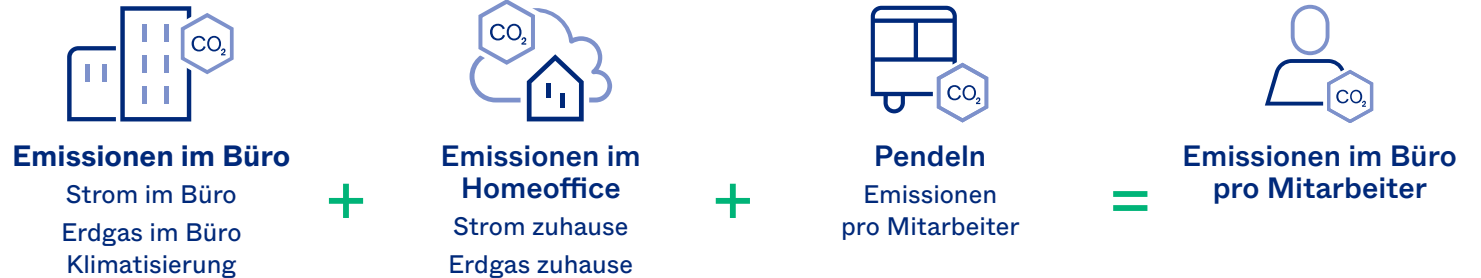 CO₂
Emissionen im Büro
Strom im Büro
Erdgas im Büro
Klimatisierung
+
CO₂
Emissionen im
Homeoffice
Strom zuhause
Erdgas zuhause
+
CO₂
Pendeln
Emissionen
pro Mitarbeiter
=
CO₂
Emissionen im Büro
pro Mitarbeiter